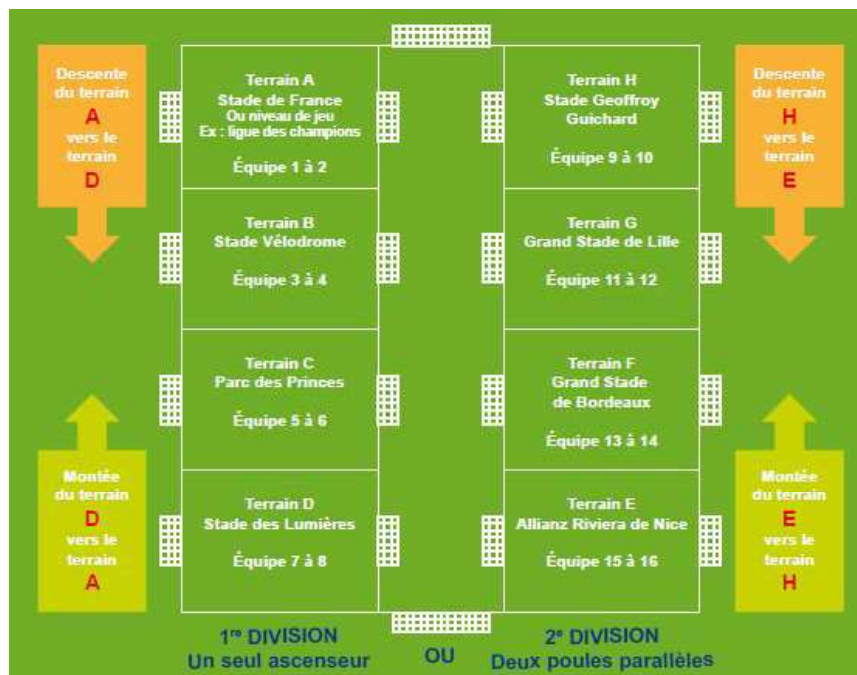 Descente
du terrain
A
vers le
terrain
D
Montée
du terrain
D
vers le
terrain
A
Terrain A
Stade de France
Ou niveau de jeu
Ex : ligue des champions
Équipe 1 à 2
Terrain B
Stade Vélodrome
Équipe 3 à 4
Terrain C
Parc des Princes
Équipe 5 à 6
Terrain D
Stade des Lumières
Équipe 7 à 8
Terrain H
Stade Geoffroy
Guichard
Équipe 9 à 10
Terrain G
Grand Stade de Lille
Équipe 11 à 12
Terrain F
Grand Stade
de Bordeaux
Équipe 13 à 14
Terrain E
Allianz Riviera de Nice
Équipe 15 à 16
Descente
du terrain
H
vers le
terrain
E
Montée
du terrain
E
vers le
terrain
H
1re DIVISION
Un seul ascenseur
OU
2e DIVISION
Deux poules parallèles